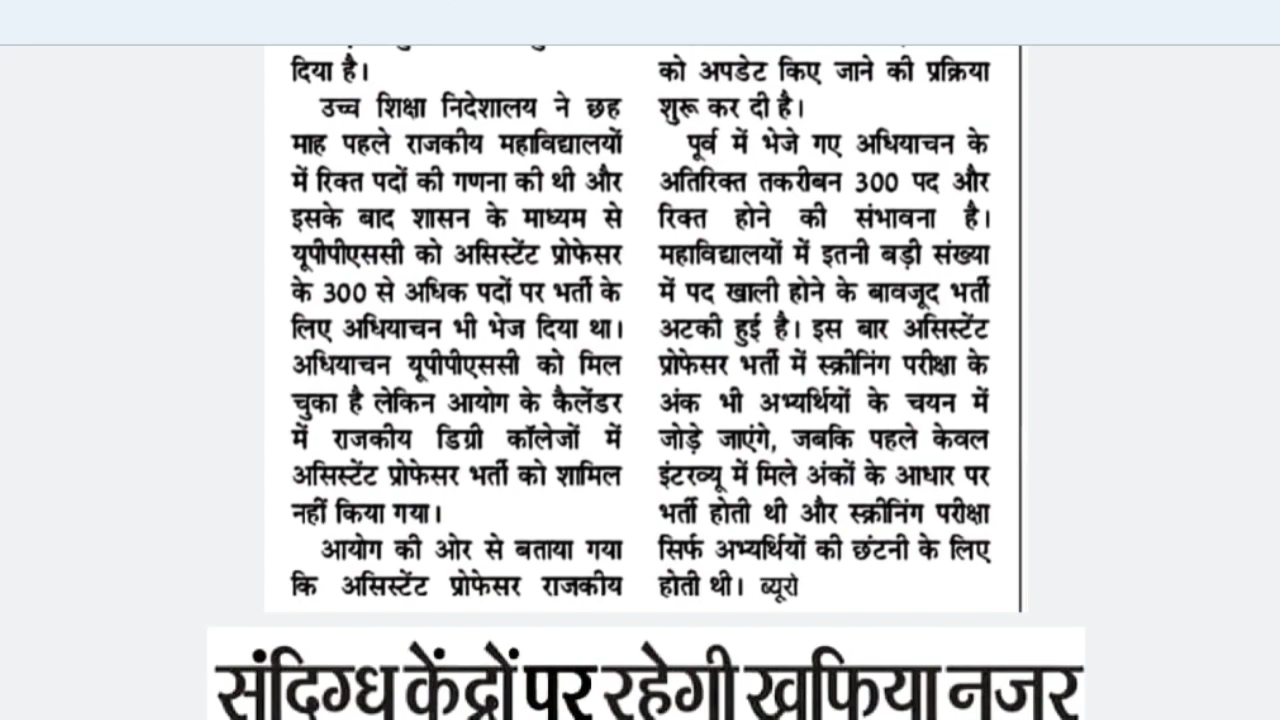 दिया है।
उच्च शिक्षा निदेशालय ने छह
माह पहले राजकीय महाविद्यालयों
में रिक्त पदों की गणना की थी और
इसके बाद शासन के माध्यम से
यूपीपीएससी को असिस्टेंट प्रोफेसर
के 300 से अधिक पदों पर भर्ती के
लिए अधियाचन भी भेज दिया था।
अधियाचन यूपीपीएससी को मिल
चुका है लेकिन आयोग के कैलेंडर
में राजकीय डिग्री कॉलेजों में
असिस्टेंट प्रोफेसर भर्ती को शामिल
नहीं किया गया।
आयोग की ओर से बताया गया
कि असिस्टेंट प्रोफेसर राजकीय
को अपडेट किए जाने की प्रक्रिया
शुरू कर दी है।
पूर्व में भेजे गए अधियाचन के
अतिरिक्त तकरीबन 300 पद और
रिक्त होने की संभावना है।
महाविद्यालयों में इतनी बड़ी संख्या
में पद खाली होने के बावजूद भर्ती
अटकी हुई है। इस बार असिस्टेंट
प्रोफेसर भर्ती में स्क्रीनिंग परीक्षा के
अंक भी अभ्यर्थियों के चयन में
जोड़े जाएंगे, जबकि पहले केवल
इंटरव्यू में मिले अंकों के आधार पर
भर्ती होती थी और स्क्रीनिंग परीक्षा
सिर्फ अभ्यर्थियों की छंटनी के लिए
होती थी। ब्यूरो
संदिग्ध केंद्रों पर रहेगी खुफिया नजर